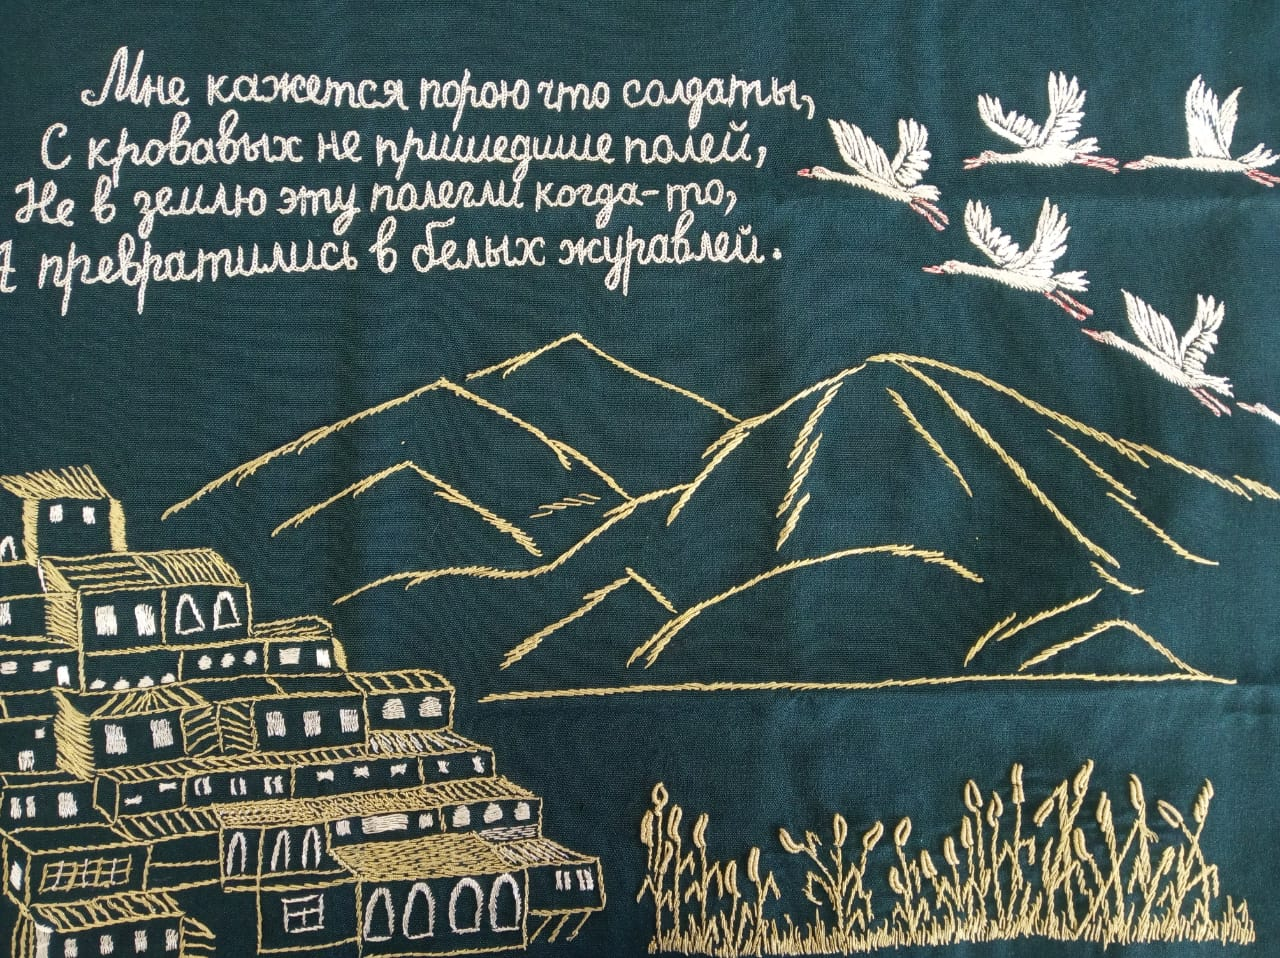 Мне кажется порою что солдаты,
С кровавых не пришедшие полей,
Не в землю эту полегли когда-то,
А превратились в белых журавлей.